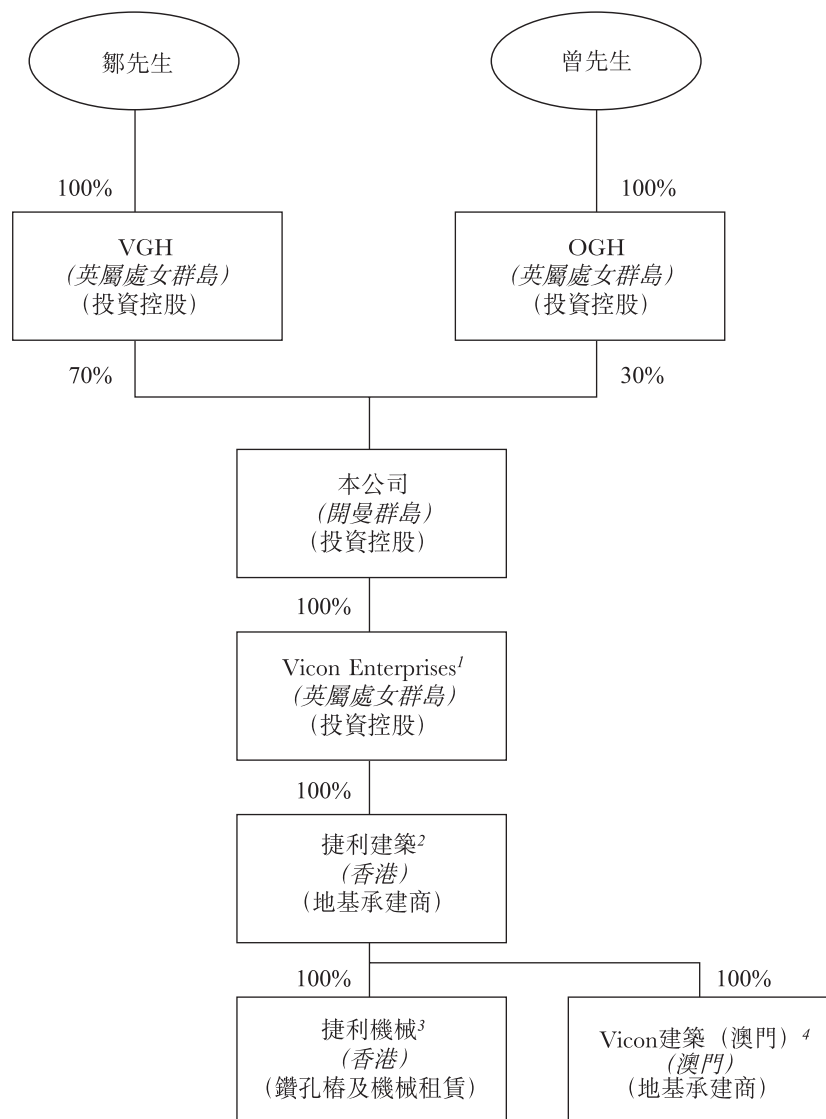 鄒先生
曾先生
100%
100%
VGH
(英屬處女群島)
(投資控股)
OGH
(英屬處女群島)
(投資控股)
70%
30%
本公司
(開曼群島)
(投資控股)
100%
Vicon Enterprises¹
(英屬處女群島)
(投資控股)
100%
捷利建築²
(香港)
(地基承建商)
100%
100%
捷利機械³
(香港)
(鑽孔樁及機械租賃)
Vicon建築(澳門)⁴
(澳門)
(地基承建商)